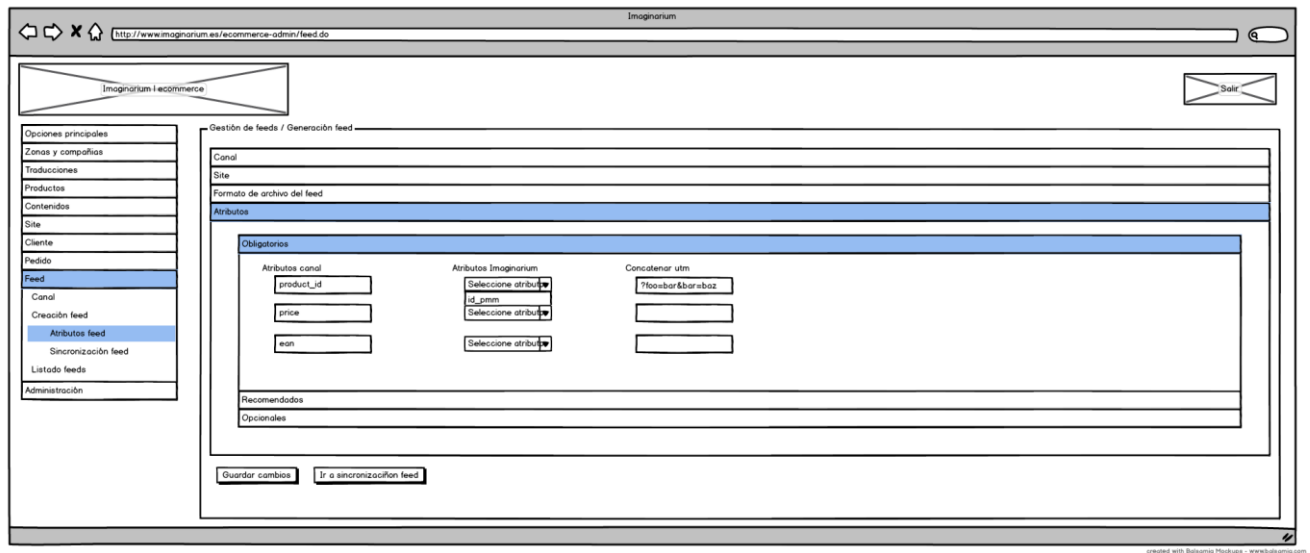 Imaginarium
http://www.imaginarium.es/ecommerce-admin/feed.do
Imaginarium | ecommerce
Salir
Opciones principales
Zonas y compañias
Traducciones
Productos
Contenidos
Site
Cliente
Pedido
Feed
Canal
Creación feed
Atributos feed
Sincronización feed
Listado feeds
Administración
Gestión de feeds / Generación feed
Canal
Site
Formato de archivo del feed
Atributos
Obligatorios
Atributos canal Atributos Imaginarium Concatenar utm
product_id Seleccione atributo ?foo=bar&bar=baz
id_pmm
price Seleccione atributo
ean Seleccione atributo
Recomendados
Opcionales
Guardar cambios Ir a sincronizaciñon feed
created with Balsamiq Mockups - www.balsamiq.com